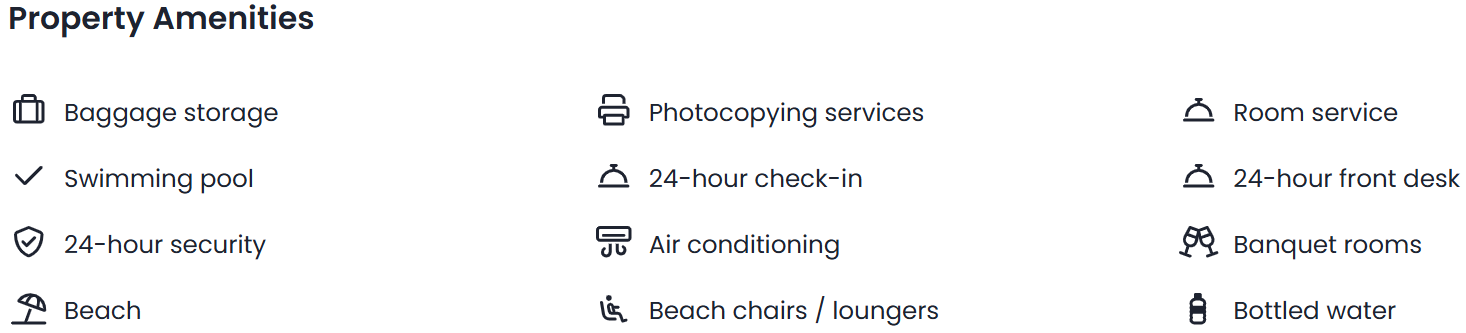 Property Amenities
Baggage storage
Photocopying services
Room service
Swimming pool
24-hour check-in
24-hour front desk
24-hour security
Air conditioning
Banquet rooms
Beach
Beach chairs / loungers
Bottled water